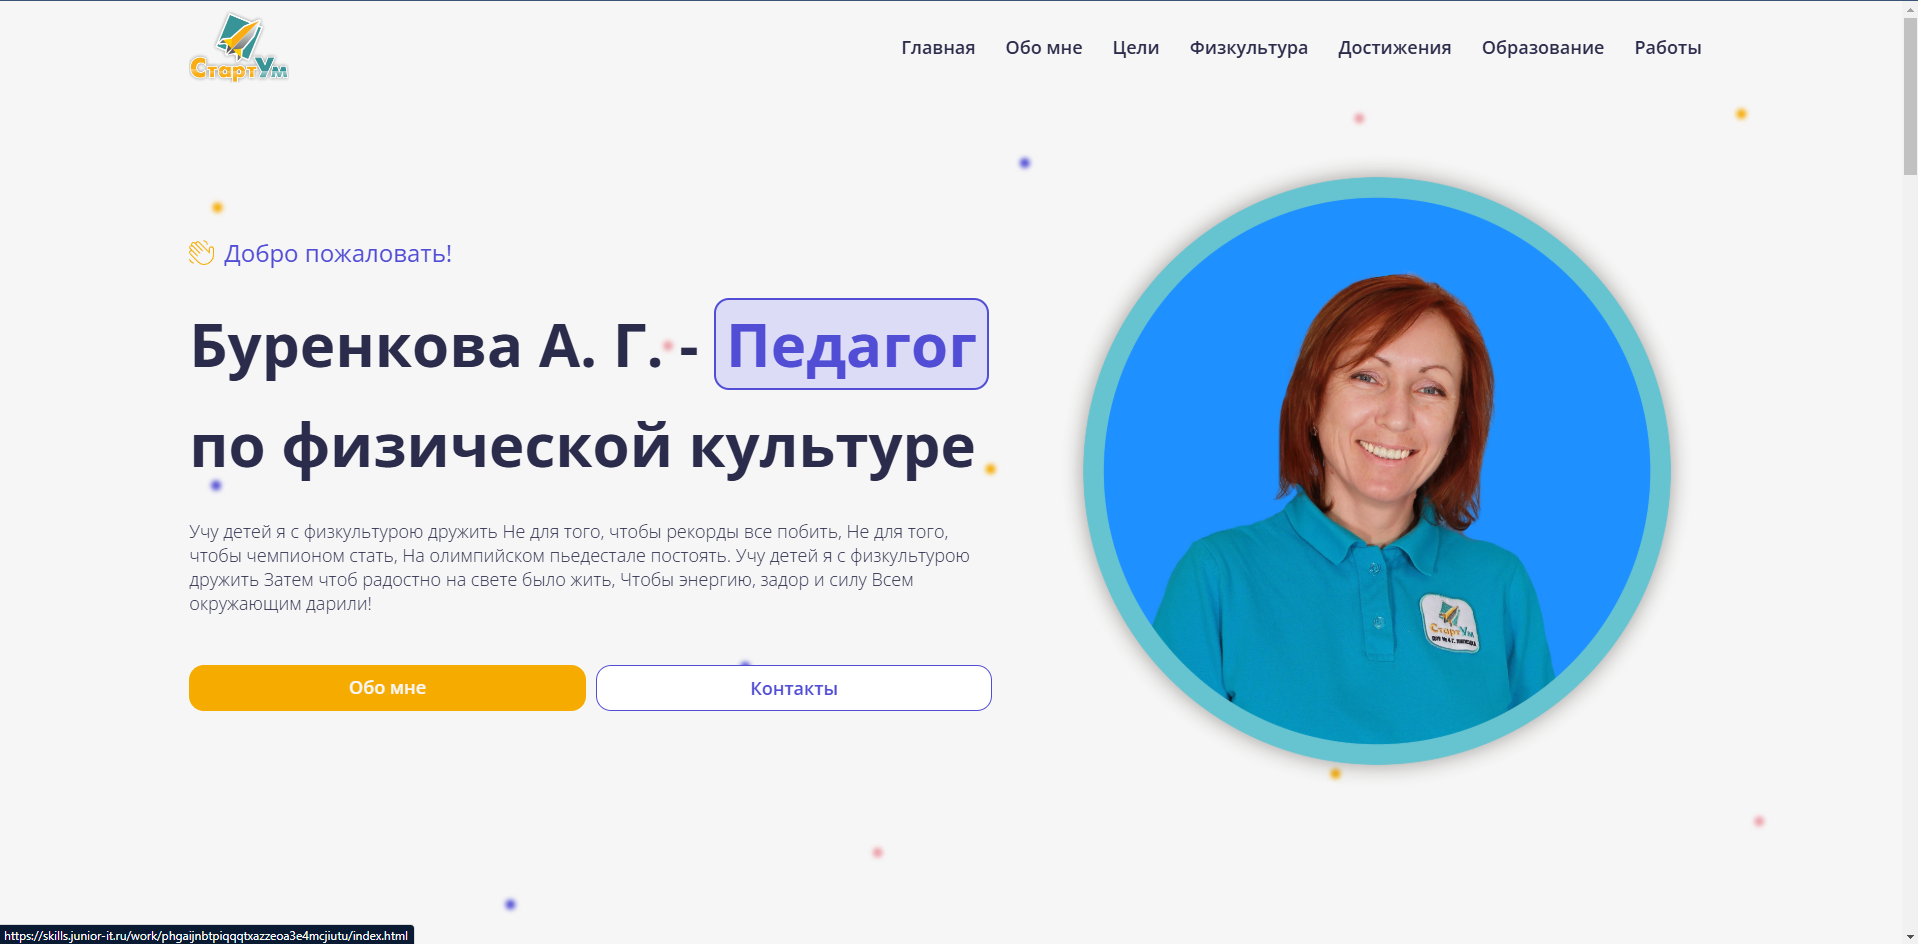 СтартУм
Главная Обо мне Цели Физкультура Достижения Образование Работы
Добро пожаловать!
Буренкова А. Г. - Педагог
по физической культуре
Учу детей я с физкультурою дружить Не для того, чтобы рекорды все побить, Не для того,
чтобы чемпионом стать, На олимпийском пьедестале постоять. Учу детей я с физкультурою
дружить Затем чтоб радостно на свете было жить, Чтобы энергию, задор и силу Всем
окружающим дарили!
Обо мне Контакты
СтартУм
https://skills.junior-it.ru/work/phgaijnbtpiqqqtxazzeoa3e4mcjiutu/index.html